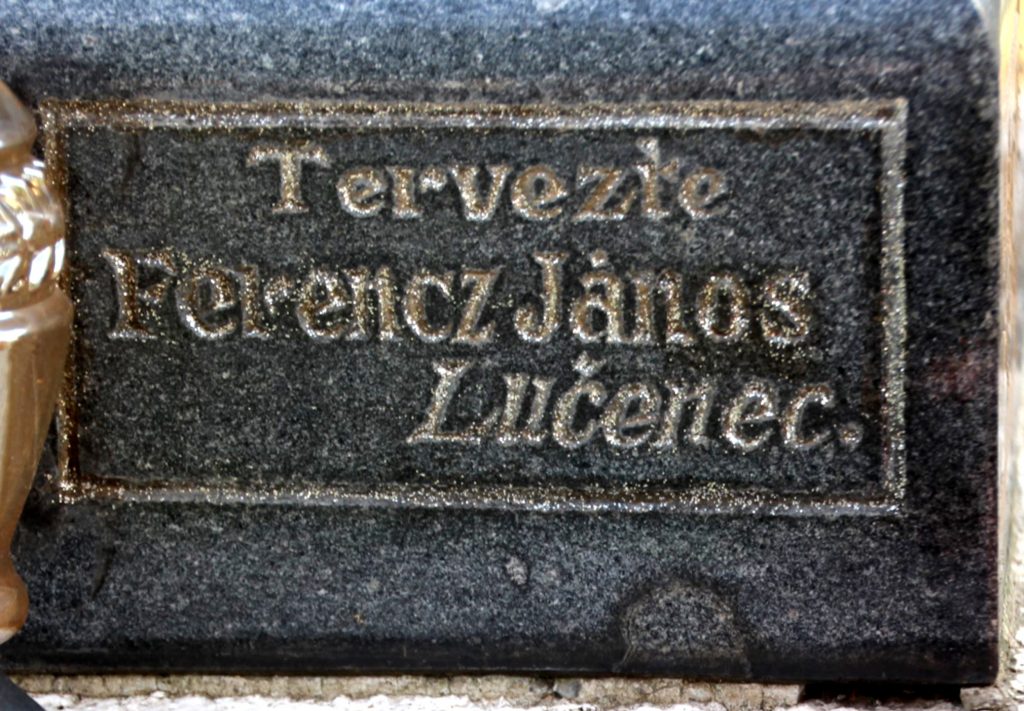 Tervezte
Ferencz János
Lučenec.